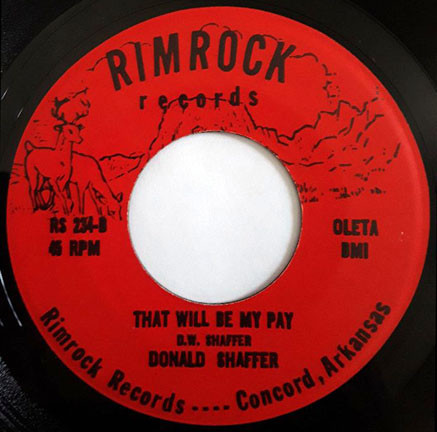 RIMROCK
records
RS 234-B
45 RPM
OLETA
BMI
THAT WILL BE MY PAY
D.W. SHAFFER
DONALD SHAFFER
Rimrock Records .... Concord, Arkansas